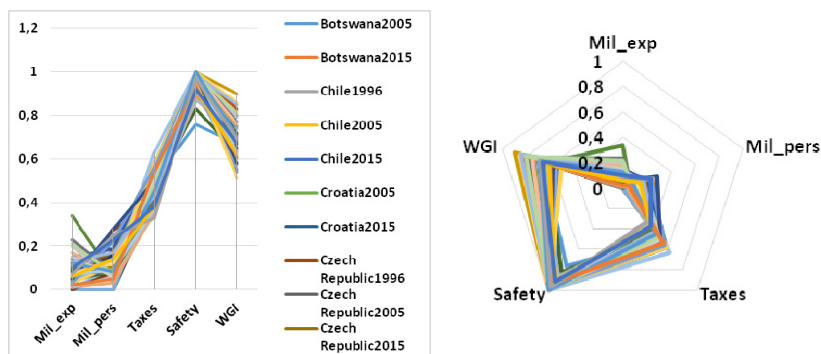 1,2
1
0,8
0,6
0,4
0,2
0
Mil_exp
Mil_pers
Taxes
Safety
WGI
Botswana2005
Botswana2015
Chile1996
Chile2005
Chile2015
Croatia2005
Croatia2015
Czech
Republic1996
Czech
Republic2005
Czech
Republic2015
Mil_exp
1
0,8
0,6
0,4
0,2
0
WGI
Mil_pers
Safety
Taxes